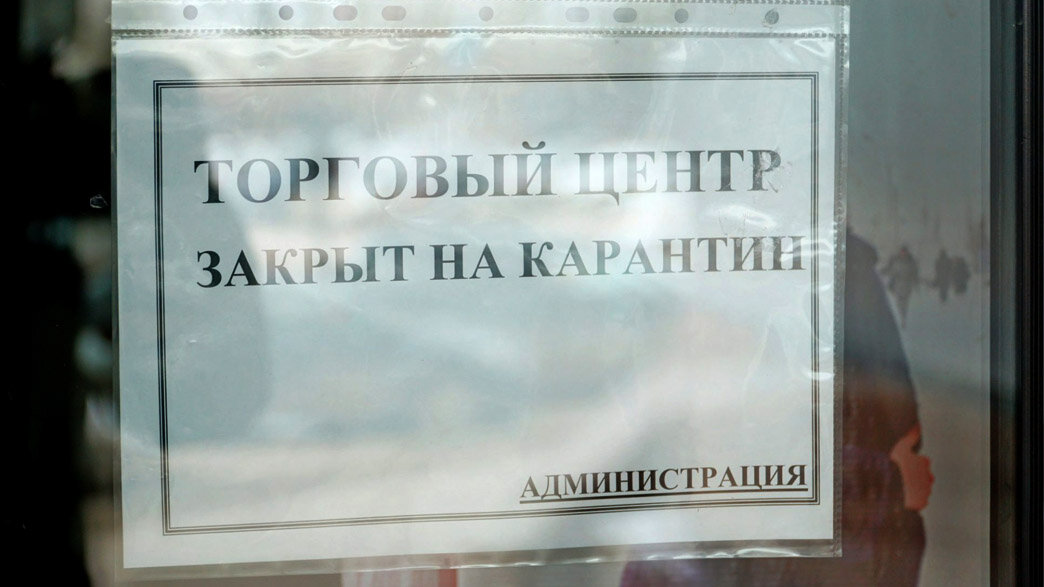 ТОРГОВЫЙ ЦЕНТР
ЗАКРЫТ НА КАРАНТИН
АДМИНИСТРАЦИЯ